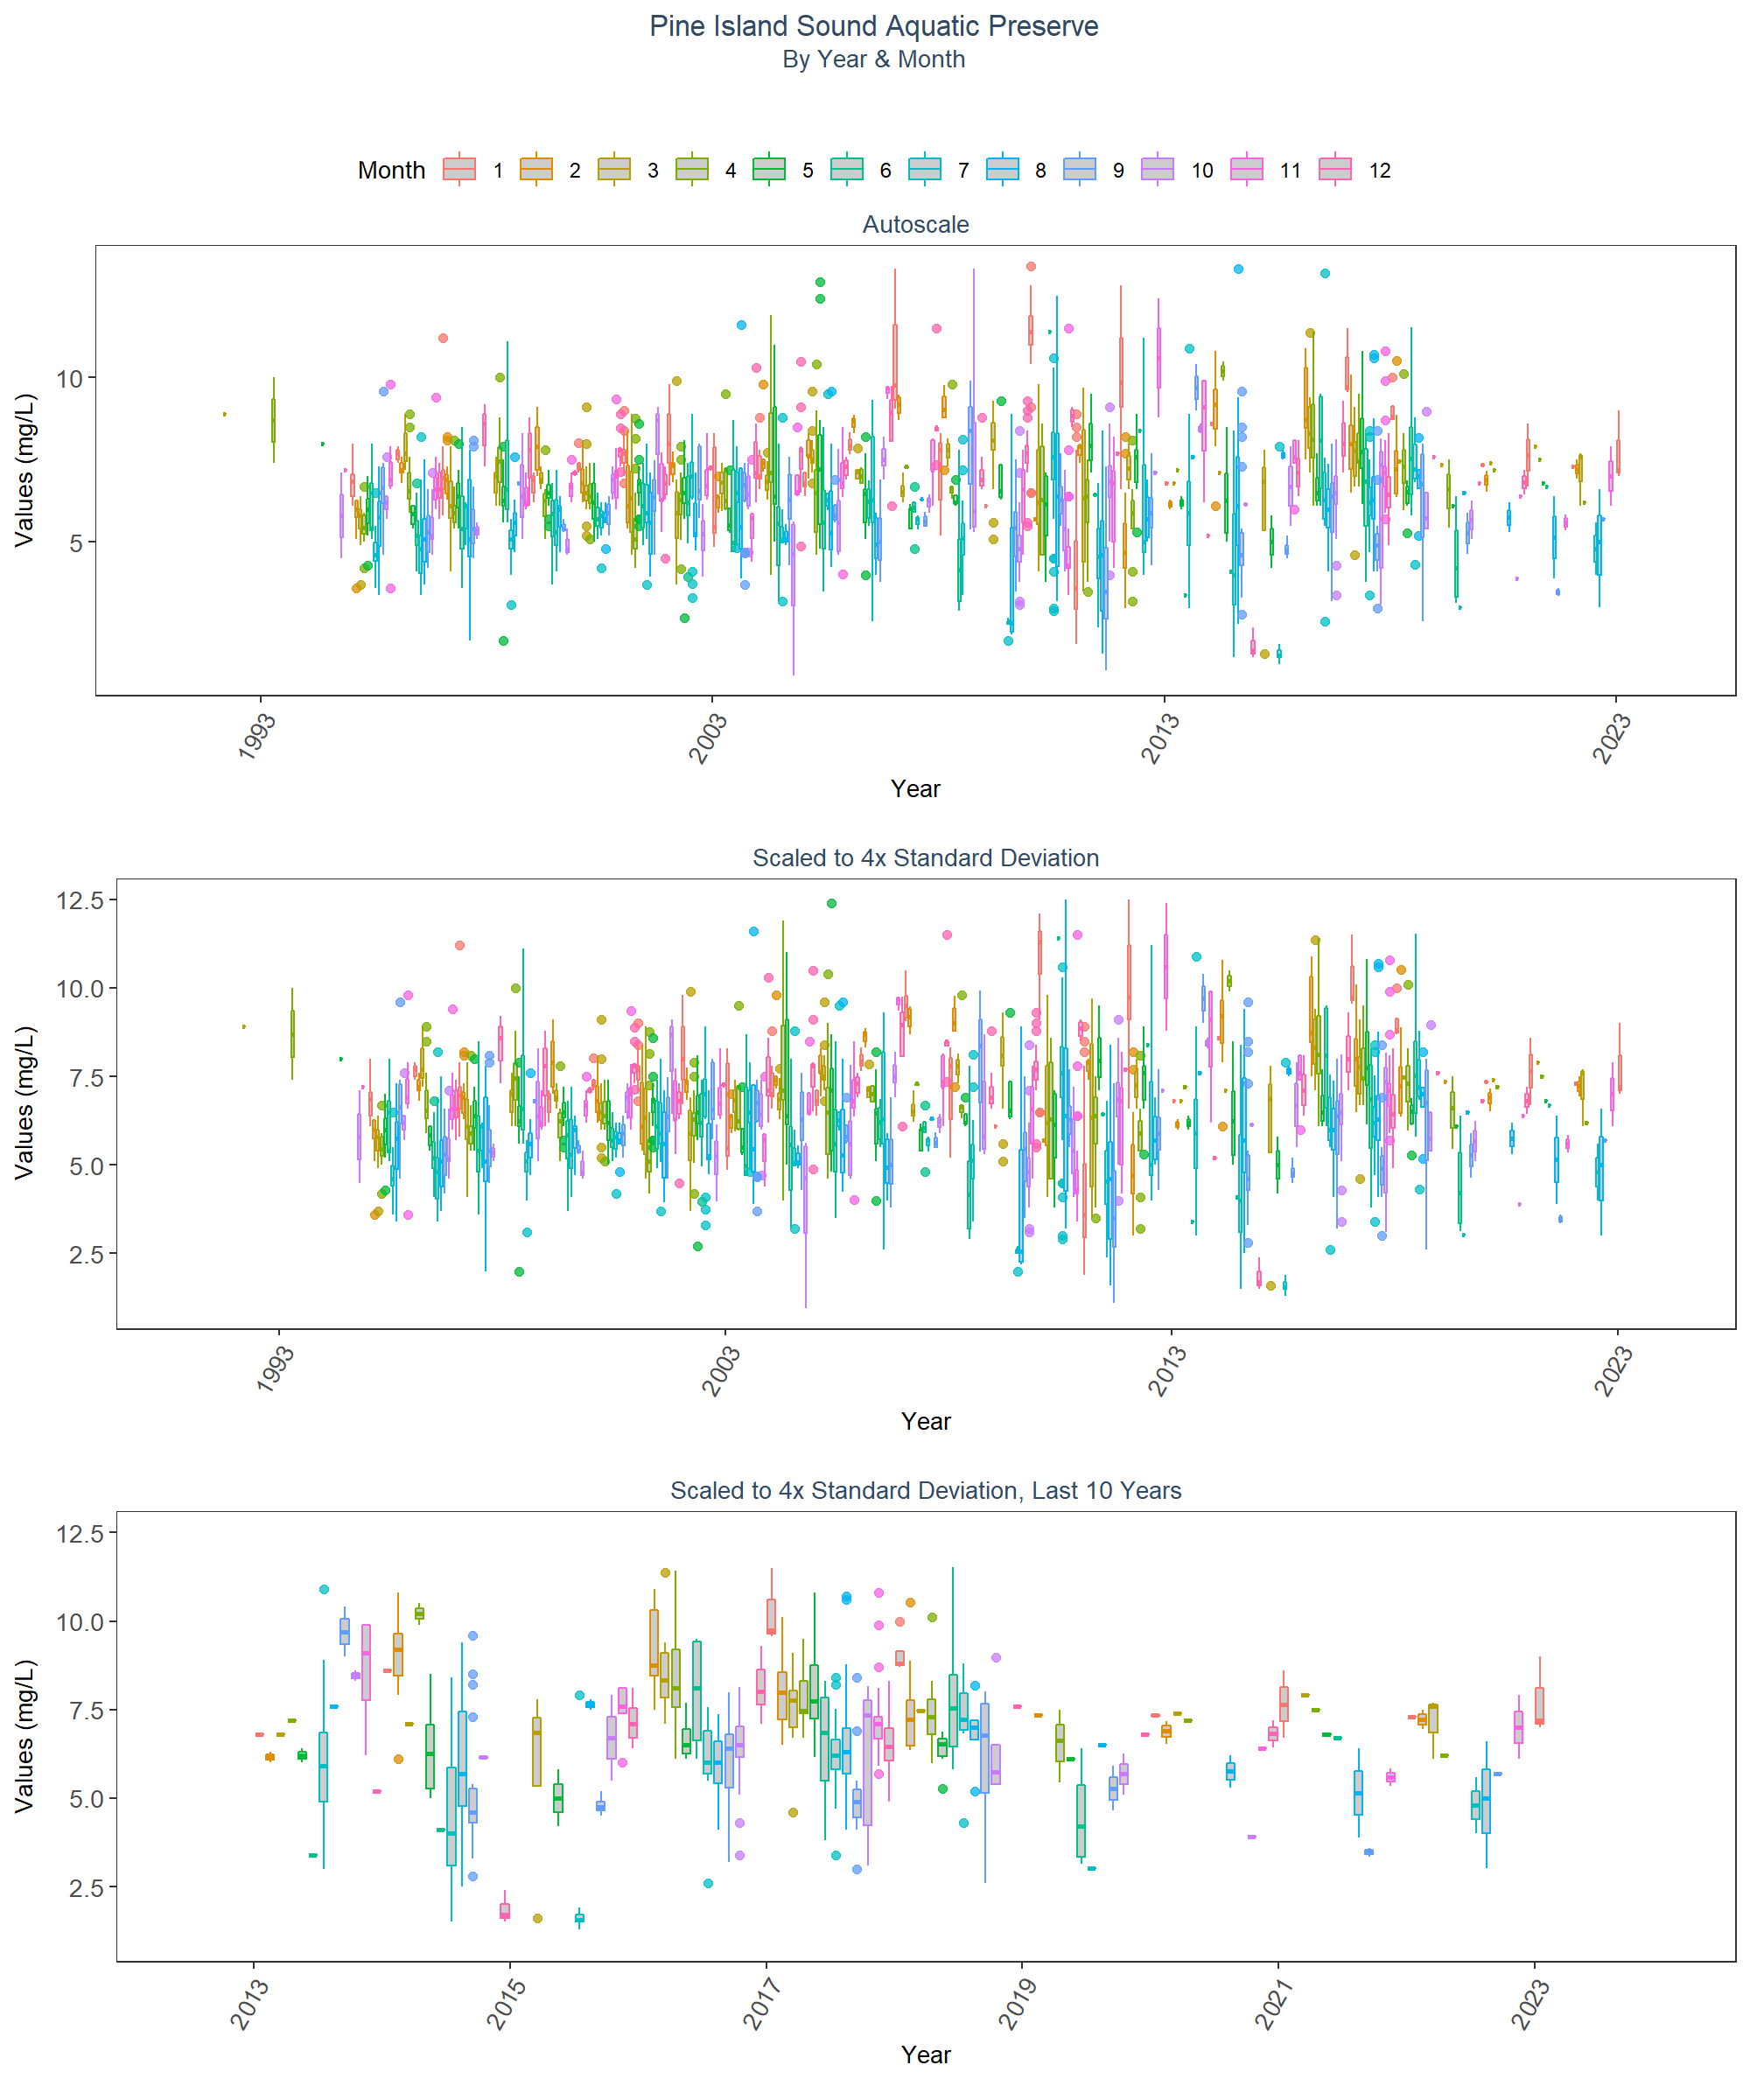 Pine Island Sound Aquatic Preserve
By Year & Month
Month 1 2 3 4 5 6 7 8 9 10 11 12
Autoscale
Values (mg/L)
10
5
1993 2003 2013 2023
Year
Scaled to 4x Standard Deviation
Values (mg/L)
12.5
10.0
7.5
5.0
2.5
1993 2003 2013 2023
Year
Scaled to 4x Standard Deviation, Last 10 Years
Values (mg/L)
12.5
10.0
7.5
5.0
2.5
2013 2015 2017 2019 2021 2023
Year